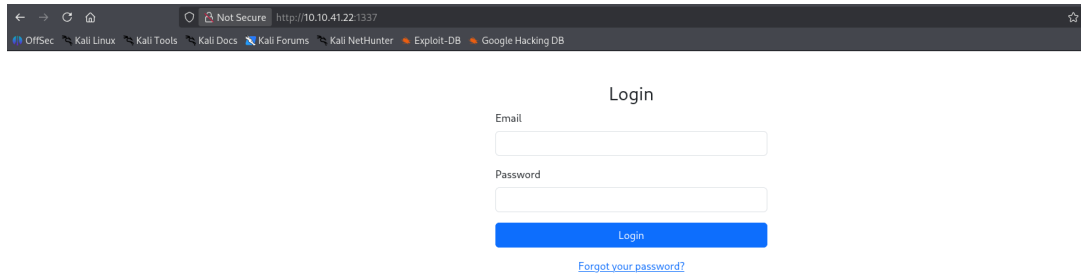 Not Secure http://10.10.41.22:1337
OffSec Kali Linux Kali Tools Kali Docs Kali Forums Kali NetHunter Exploit-DB Google Hacking DB
Login
Email
Password
Login
Forgot your password?